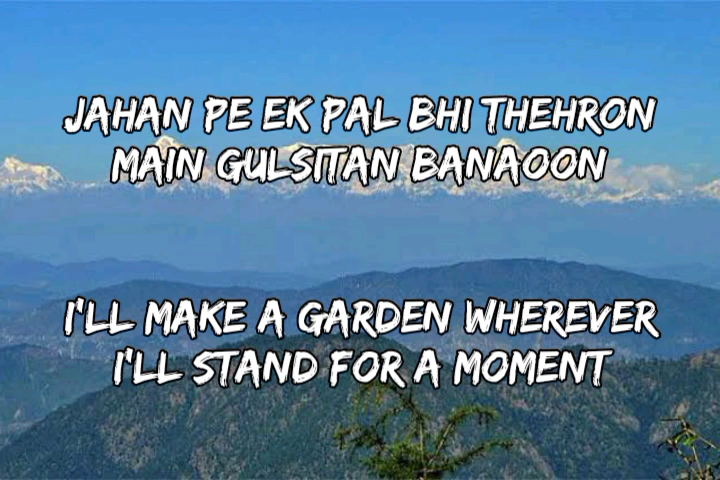 JAHAN PE EK PAL BHI THEHRON
MAIN GULSITAN BANAOON
I'LL MAKE A GARDEN WHEREVER
I'LL STAND FOR A MOMENT